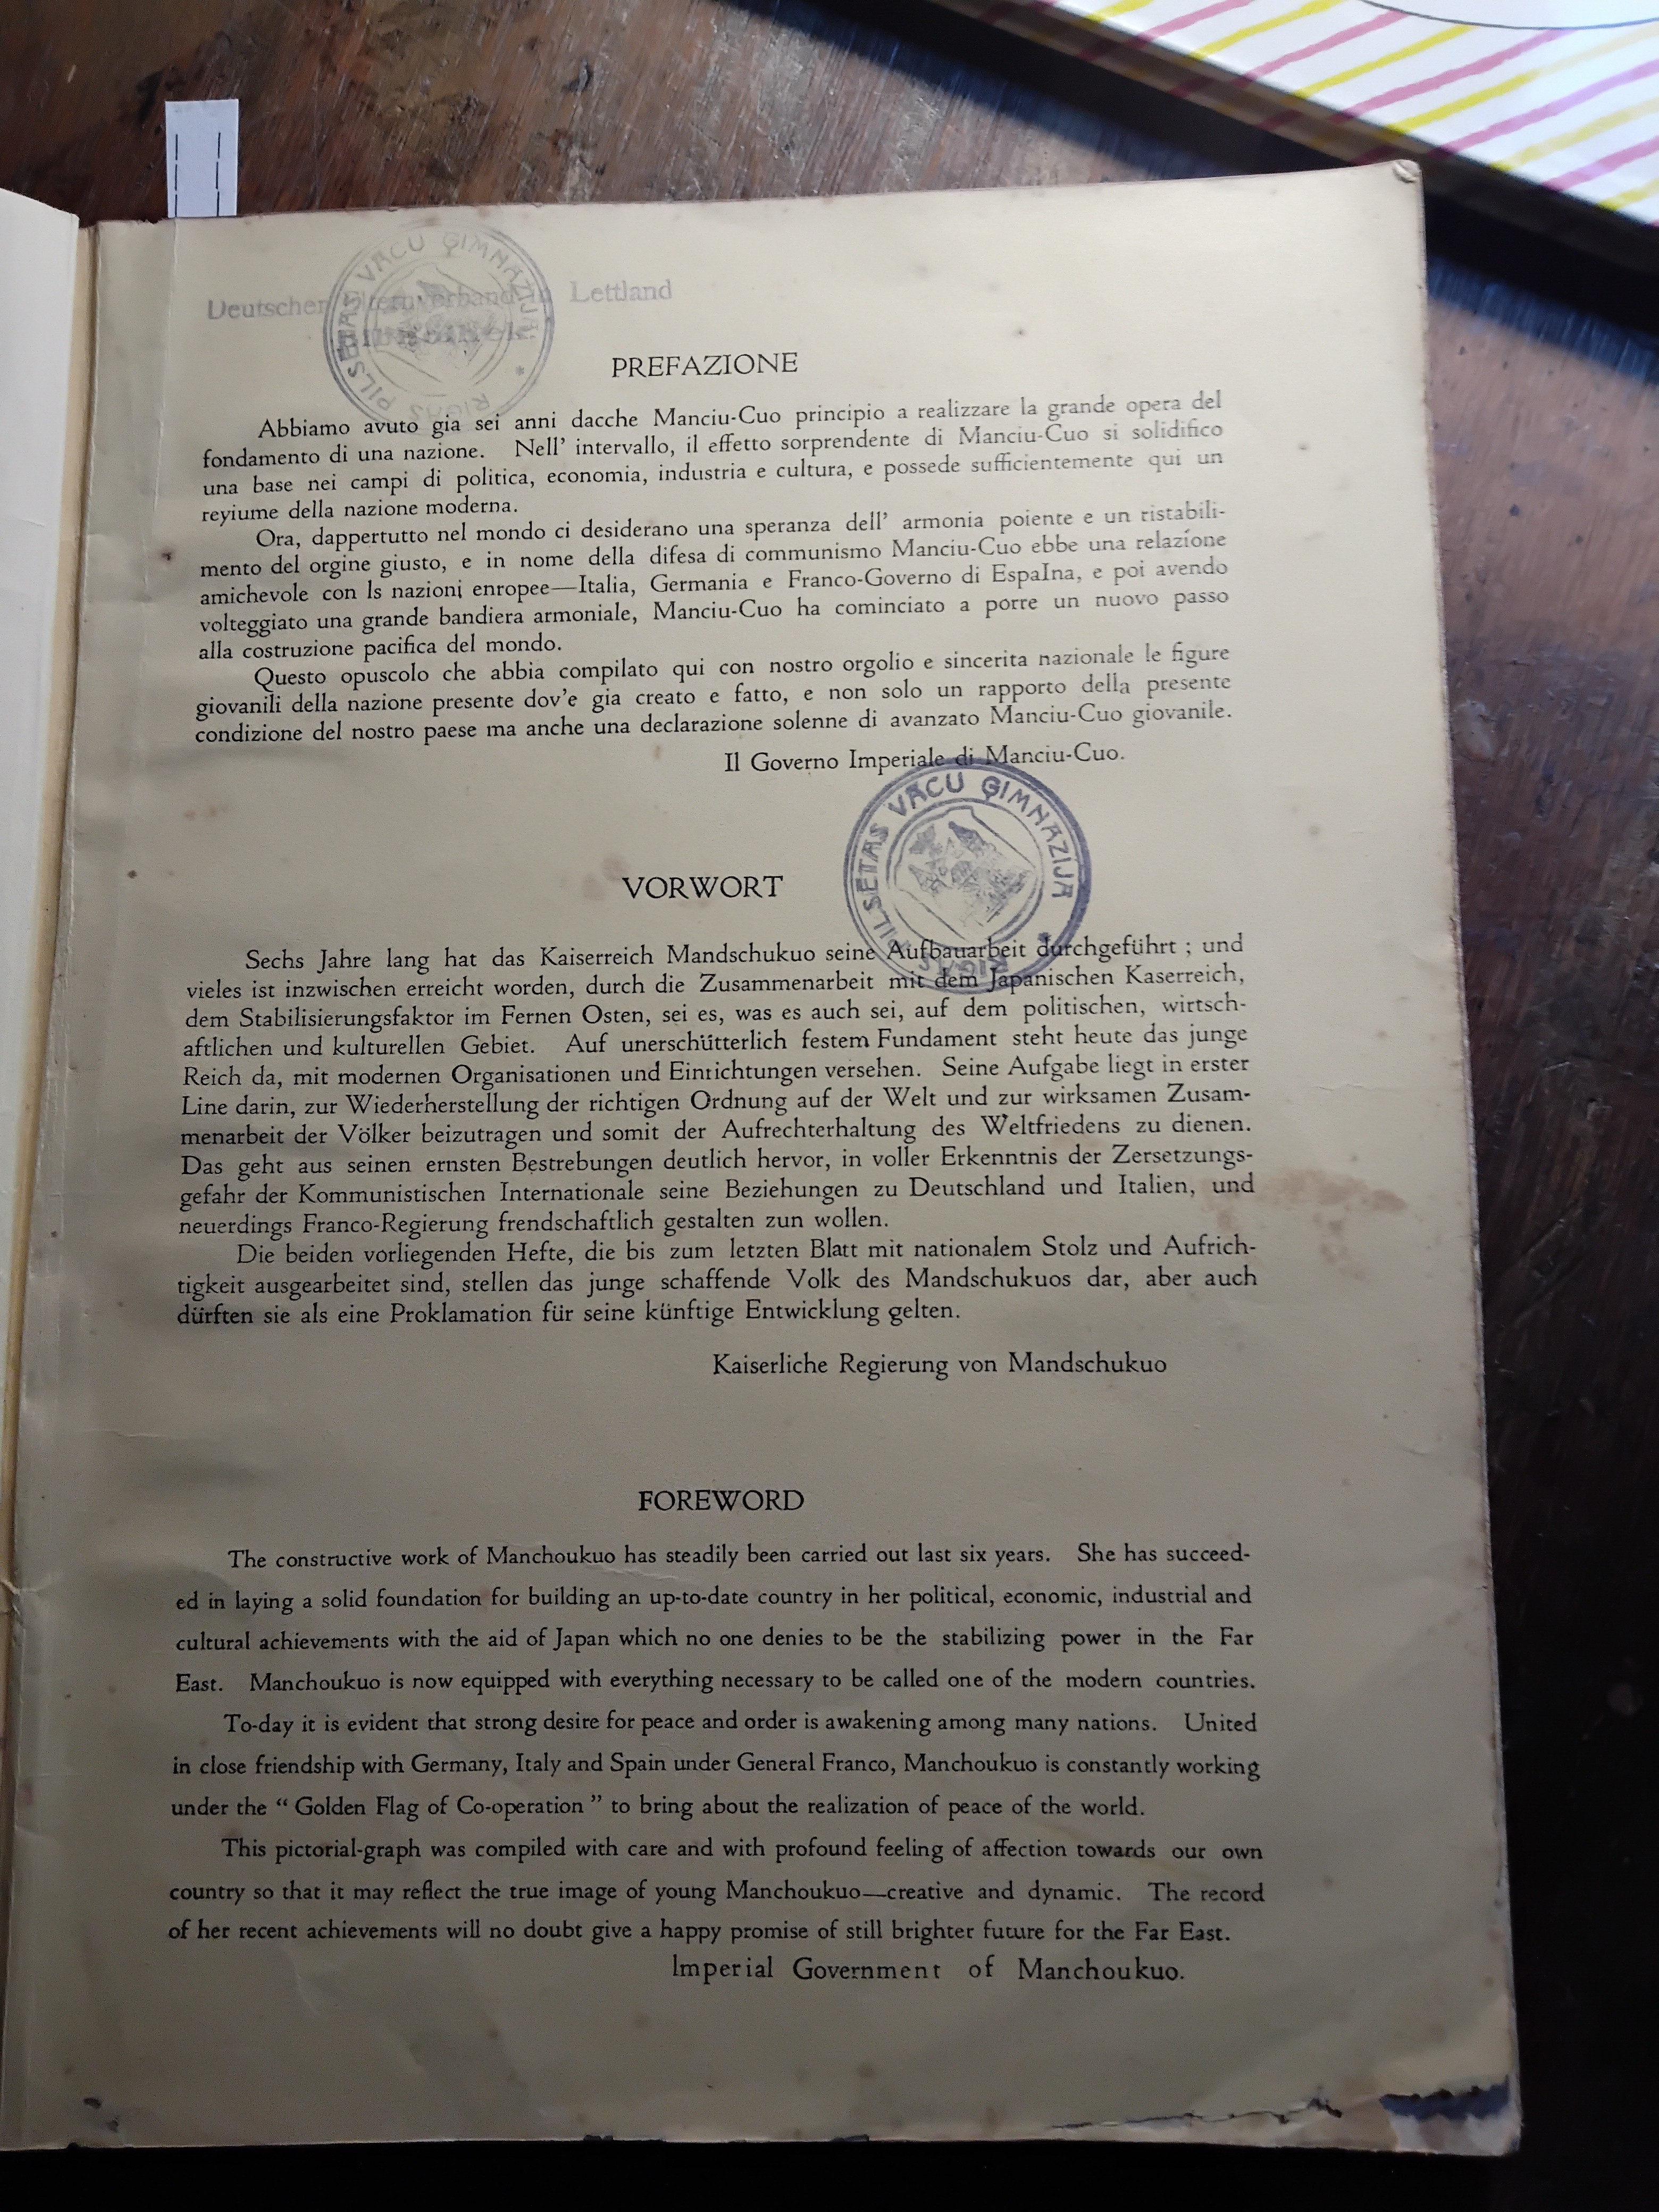 Deutscher Elternverband in Lettland
RIGAS PILSETAS VĀCU ĢIMNĀZIJA
PREFAZIONE
Abbiamo avuto gia sei anni dacche Manciu-Cuo principio a realizzare la grande opera del
fondamento di una nazione. Nell' intervallo, il effetto sorprendente di Manciu-Cuo si solidifico
una base nei campi di politica, economia, industria e cultura, e possede sufficientemente qui un
reyiume della nazione moderna.
Ora, dappertutto nel mondo ci desiderano una speranza dell' armonia poiente e un ristabili-
mento del orgine giusto, e in nome della difesa di communismo Manciu-Cuo ebbe una relazione
amichevole con ls nazioni enropee—Italia, Germania e Franco-Governo di EspaIna, e poi avendo
volteggiato una grande bandiera armoniale, Manciu-Cuo ha cominciato a porre un nuovo passo
alla costruzione pacifica del mondo.
Questo opuscolo che abbia compilato qui con nostro orgolio e sincerita nazionale le figure
giovanili della nazione presente dov'e gia creato e fatto, e non solo un rapporto della presente
condizione del nostro paese ma anche una declarazione solenne di avanzato Manciu-Cuo giovanile.
Il Governo Imperiale di Manciu-Cuo.
RIGAS PILSETAS VĀCU ĢIMNĀZIJA
VORWORT
Sechs Jahre lang hat das Kaiserreich Mandschukuo seine Aufbauarbeit durchgeführt ; und
vieles ist inzwischen erreicht worden, durch die Zusammenarbeit mit dem Japanischen Kaserreich,
dem Stabilisierungsfaktor im Fernen Osten, sei es, was es auch sei, auf dem politischen, wirtsch-
aftlichen und kulturellen Gebiet. Auf unerschütterlich festem Fundament steht heute das junge
Reich da, mit modernen Organisationen und Einrichtungen versehen. Seine Aufgabe liegt in erster
Line darin, zur Wiederherstellung der richtigen Ordnung auf der Welt und zur wirksamen Zusam-
menarbeit der Völker beizutragen und somit der Aufrechterhaltung des Weltfriedens zu dienen.
Das geht aus seinen ernsten Bestrebungen deutlich hervor, in voller Erkenntnis der Zersetzungs-
gefahr der Kommunistischen Internationale seine Beziehungen zu Deutschland und Italien, und
neuerdings Franco-Regierung frendschaftlich gestalten zun wollen.
Die beiden vorliegenden Hefte, die bis zum letzten Blatt mit nationalem Stolz und Aufrich-
tigkeit ausgearbeitet sind, stellen das junge schaffende Volk des Mandschukuos dar, aber auch
dürften sie als eine Proklamation für seine künftige Entwicklung gelten.
Kaiserliche Regierung von Mandschukuo
FOREWORD
The constructive work of Manchoukuo has steadily been carried out last six years. She has succeed-
ed in laying a solid foundation for building an up-to-date country in her political, economic, industrial and
cultural achievements with the aid of Japan which no one denies to be the stabilizing power in the Far
East. Manchoukuo is now equipped with everything necessary to be called one of the modern countries.
To-day it is evident that strong desire for peace and order is awakening among many nations. United
in close friendship with Germany, Italy and Spain under General Franco, Manchoukuo is constantly working
under the “ Golden Flag of Co-operation ” to bring about the realization of peace of the world.
This pictorial-graph was compiled with care and with profound feeling of affection towards our own
country so that it may reflect the true image of young Manchoukuo—creative and dynamic. The record
of her recent achievements will no doubt give a happy promise of still brighter future for the Far East.
Imperial Government of Manchoukuo.